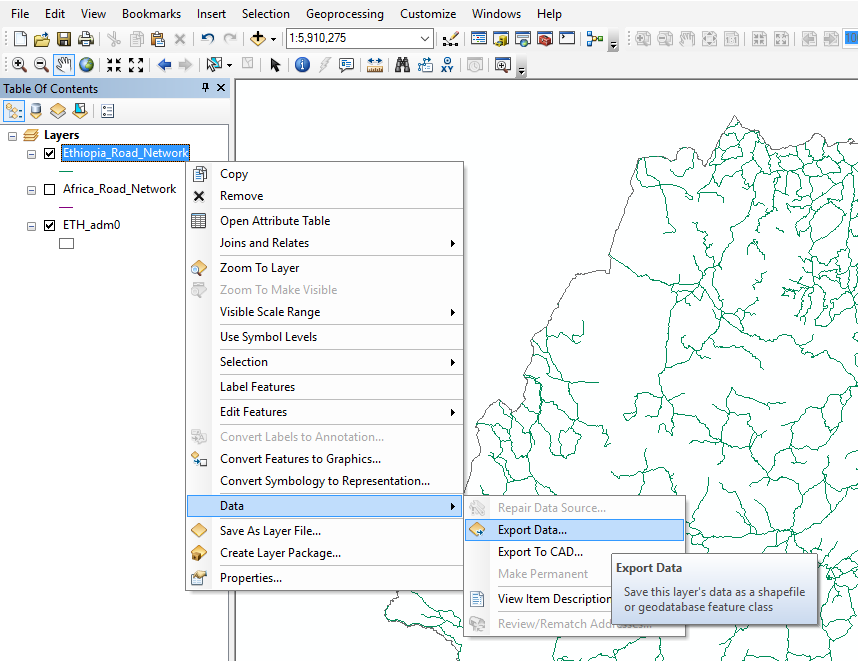 File Edit View Bookmarks Insert Selection Geoprocessing Customize Windows Help
1:5,910,275
10
XY
Table Of Contents
Layers
Ethiopia_Road_Network
Africa_Road_Network
ETH_adm0
Copy
Remove
Open Attribute Table
Joins and Relates
Zoom To Layer
Zoom To Make Visible
Visible Scale Range
Use Symbol Levels
Selection
Label Features
Edit Features
Convert Labels to Annotation...
Convert Features to Graphics...
Convert Symbology to Representation...
Data
Save As Layer File...
Create Layer Package...
Properties...
Repair Data Source...
Export Data...
Export To CAD...
Make Permanent
View Item Description
Review/Rematch Addresses...
Export Data
Save this layer's data as a shapefile
or geodatabase feature class